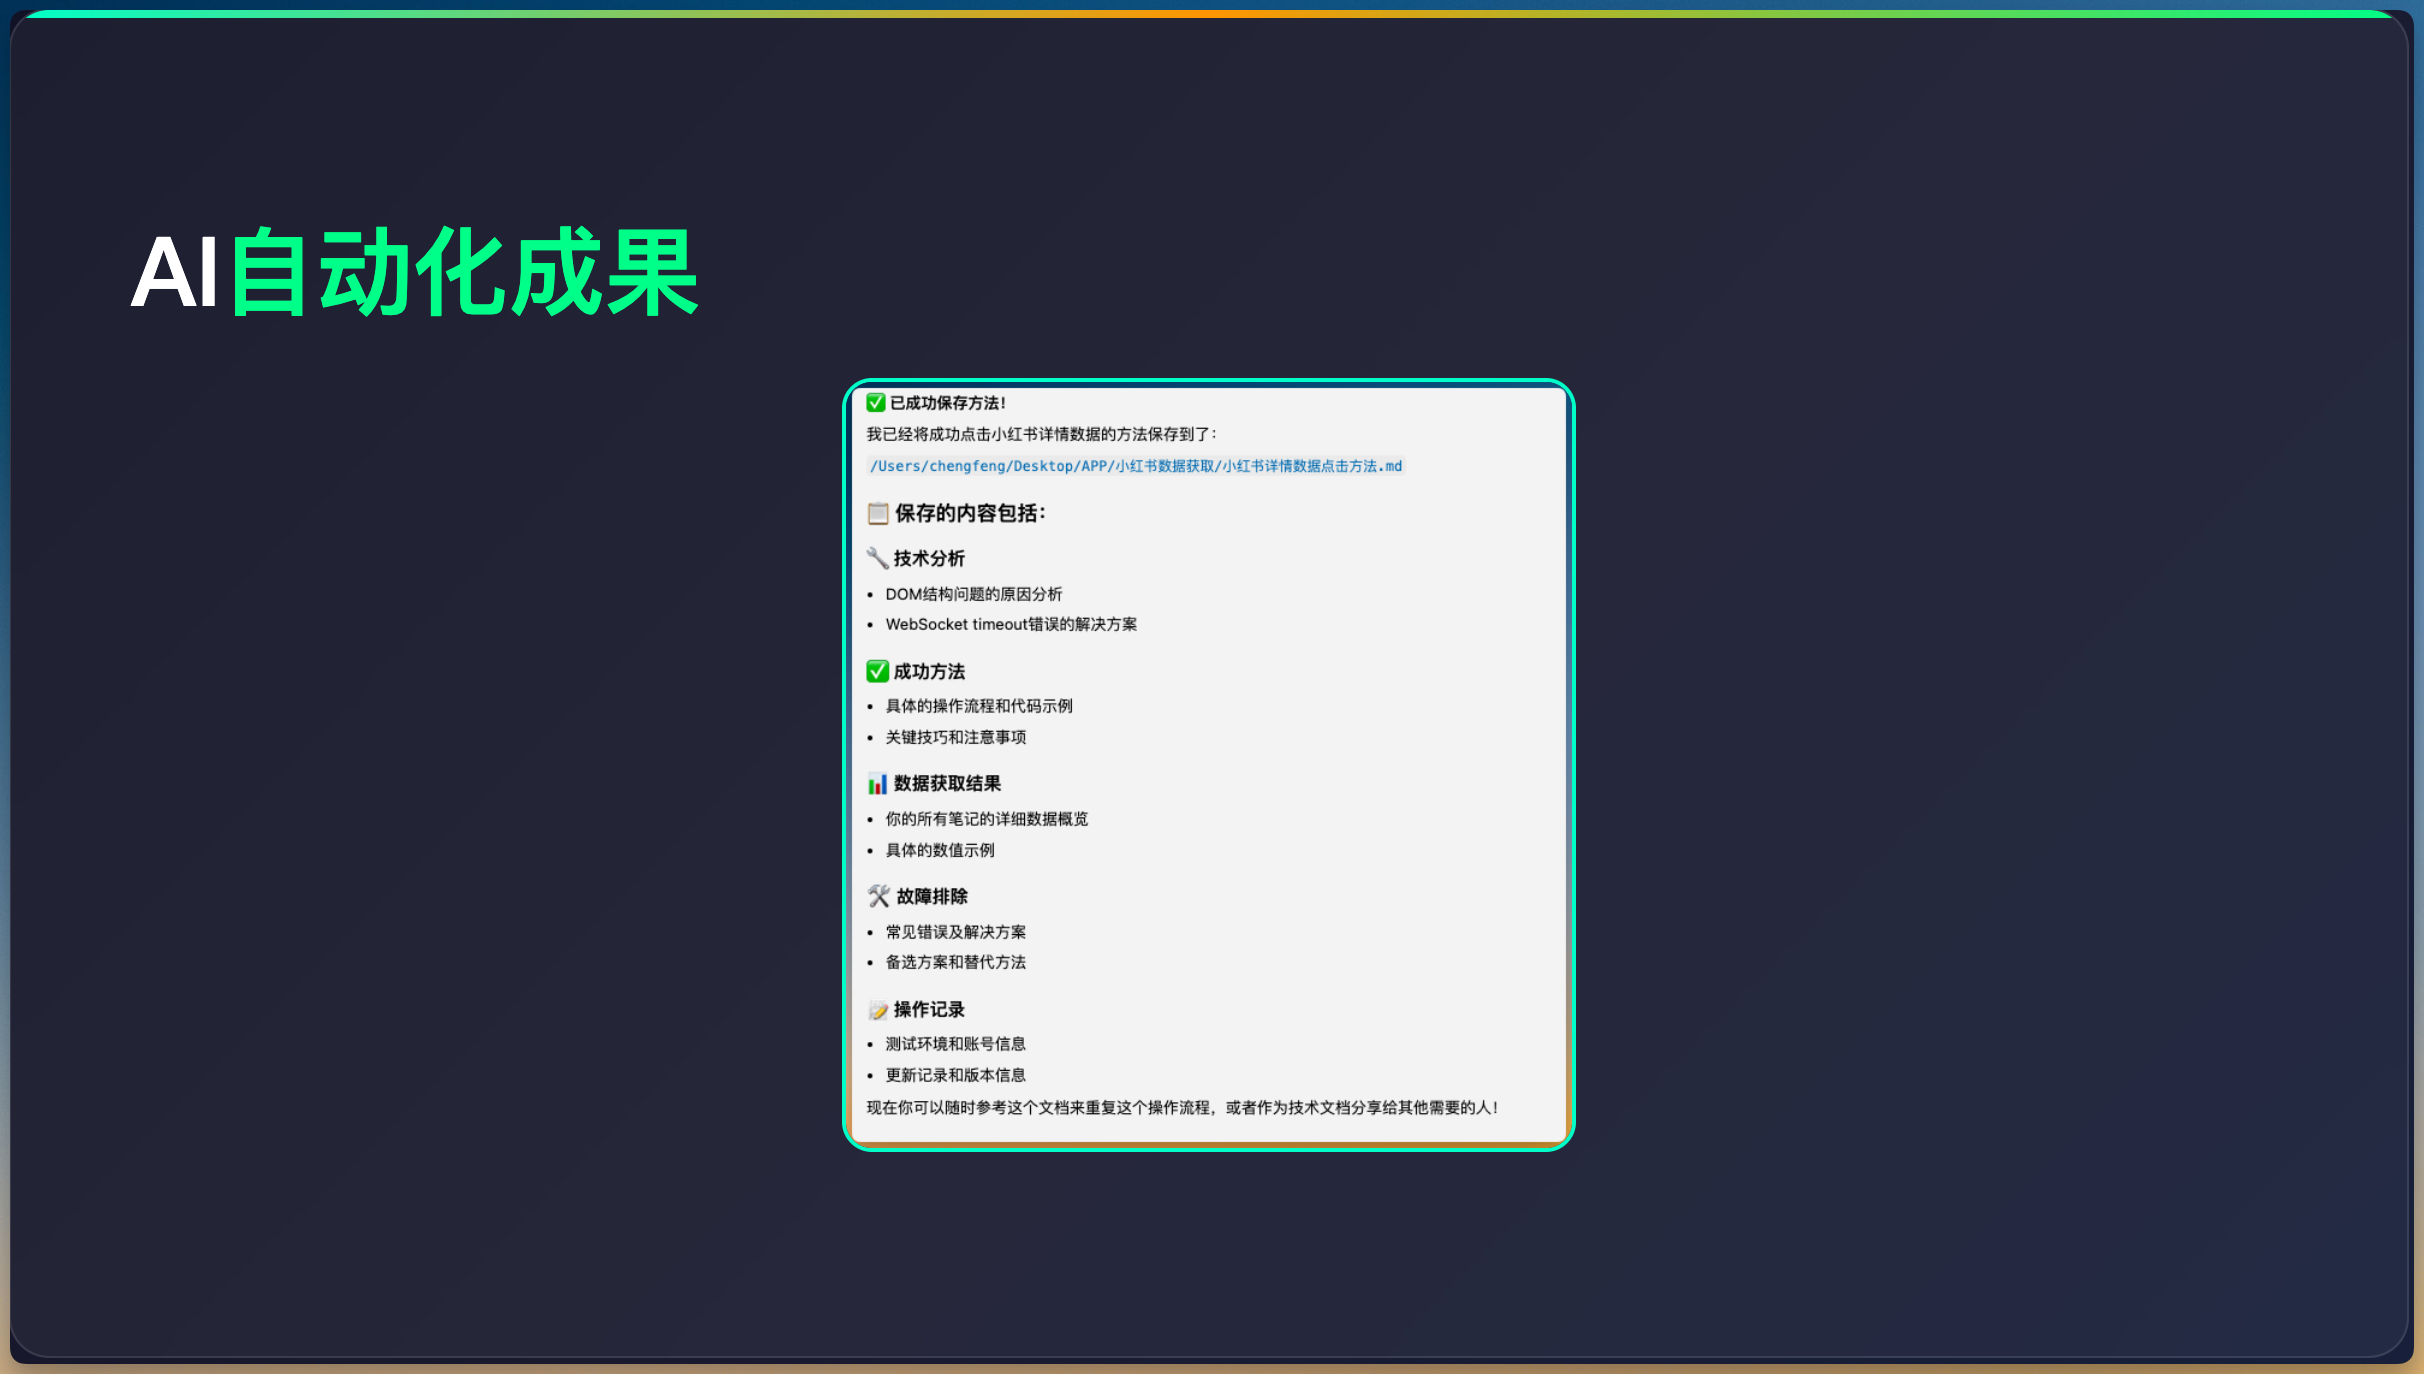 AI自动化成果
✅ 已成功保存方法！
我已经将成功点击小红书详情数据的方法保存到了：
/Users/chengfeng/Desktop/APP/小红书数据获取/小红书详情数据点击方法.md
📋 保存的内容包括：
🔧 技术分析
• DOM结构问题的原因分析
• WebSocket timeout错误的解决方案
✅ 成功方法
• 具体的操作流程和代码示例
• 关键技巧和注意事项
📊 数据获取结果
• 你的所有笔记的详细数据概览
• 具体的数值示例
🛠️ 故障排除
• 常见错误及解决方案
• 备选方案和替代方法
📝 操作记录
• 测试环境和账号信息
• 更新记录和版本信息
现在你可以随时参考这个文档来重复这个操作流程，或者作为技术文档分享给其他需要的人！